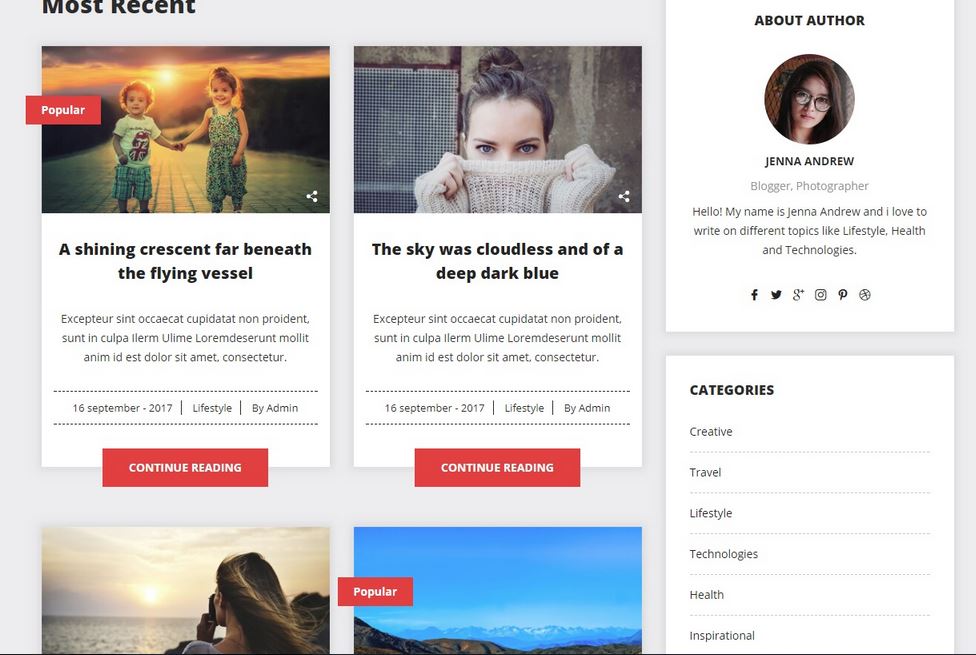 Most Recent
Popular
A shining crescent far beneath
the flying vessel
Excepteur sint occaecat cupidatat non proident,
sunt in culpa Ilerm Ulime Loremdeserunt mollit
anim id est dolor sit amet, consectetur.
16 september - 2017 Lifestyle By Admin
CONTINUE READING
The sky was cloudless and of a
deep dark blue
Excepteur sint occaecat cupidatat non proident,
sunt in culpa Ilerm Ulime Loremdeserunt mollit
anim id est dolor sit amet, consectetur.
16 september - 2017 Lifestyle By Admin
CONTINUE READING
Popular
ABOUT AUTHOR
JENNA ANDREW
Blogger, Photographer
Hello! My name is Jenna Andrew and i love to
write on different topics like Lifestyle, Health
and Technologies.
CATEGORIES
Creative
Travel
Lifestyle
Technologies
Health
Inspirational